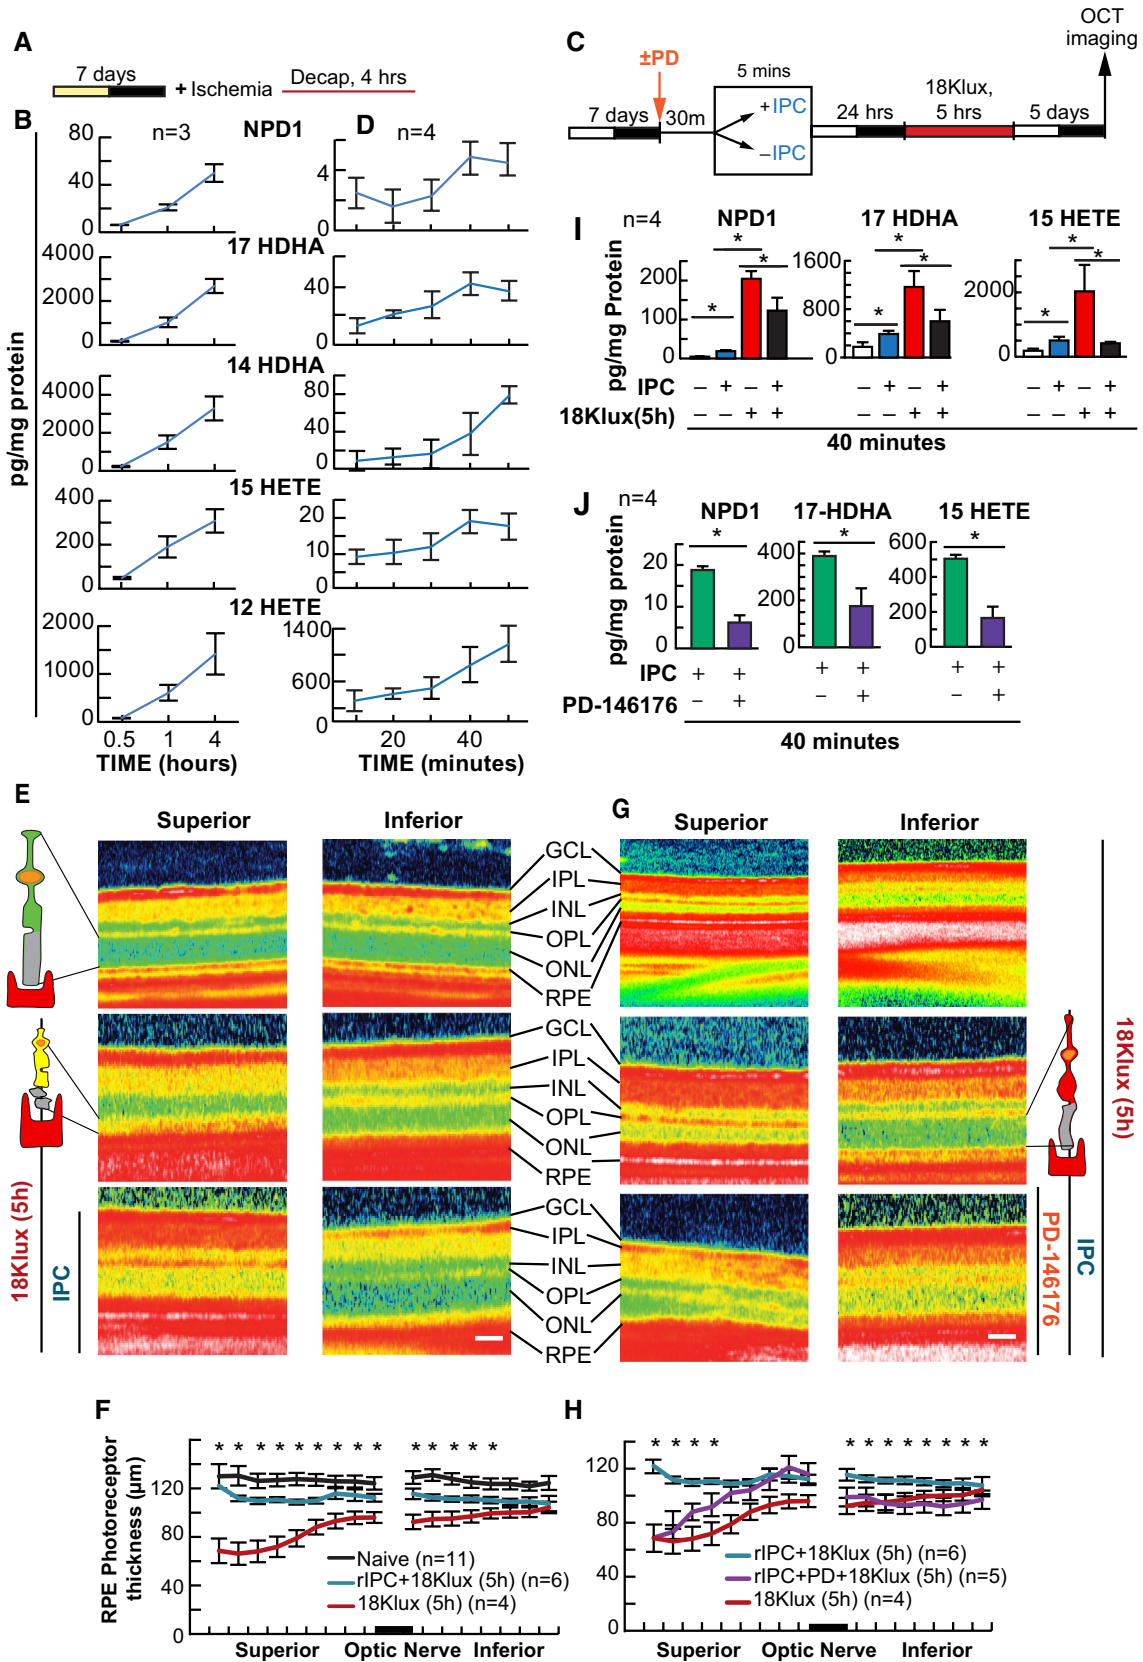 A
7 days
+ Ischemia
Decap, 4 hrs
B
n=3
NPD1
80
40
0
17 HDHA
4000
2000
0
14 HDHA
4000
2000
0
15 HETE
400
200
0
12 HETE
2000
1000
0
pg/mg protein
0.5 1 4
TIME (hours)
D
n=4
4
0
40
0
80
40
0
20
10
0
1400
600
0
20 40
TIME (minutes)
C
±PD
7 days
30m
5 mins
+IPC
–IPC
24 hrs
18Klux,
5 hrs
5 days
OCT
imaging
I
n=4
NPD1
17 HDHA
15 HETE
pg/mg Protein
200
100
0
* * * *
1600
800
0
* * * *
2000
0
* * * *
IPC – + – + – + – + – + – +
18Klux(5h) – – + + – – + + – – + +
40 minutes
J
n=4
NPD1
17-HDHA
15 HETE
pg/mg protein
20
10
0
*
400
200
0
*
600
400
200
0
*
IPC + + + + + +
PD-146176 – + – + – +
40 minutes
E
Superior
Inferior
GCL
IPL
INL
OPL
ONL
RPE
GCL
IPL
INL
OPL
ONL
RPE
GCL
IPL
INL
OPL
ONL
RPE
18Klux (5h)
IPC
G
Superior
Inferior
18Klux (5h)
IPC
PD-146176
F
RPE Photoreceptor
thickness (µm)
120
80
40
0
* * * * * * * * * * * * * *
Naive (n=11)
rIPC+18Klux (5h) (n=6)
18Klux (5h) (n=4)
Superior Optic Nerve Inferior
H
120
80
40
0
* * * * * * * * * * * *
rIPC+18Klux (5h) (n=6)
rIPC+PD+18Klux (5h) (n=5)
18Klux (5h) (n=4)
Superior Optic Nerve Inferior